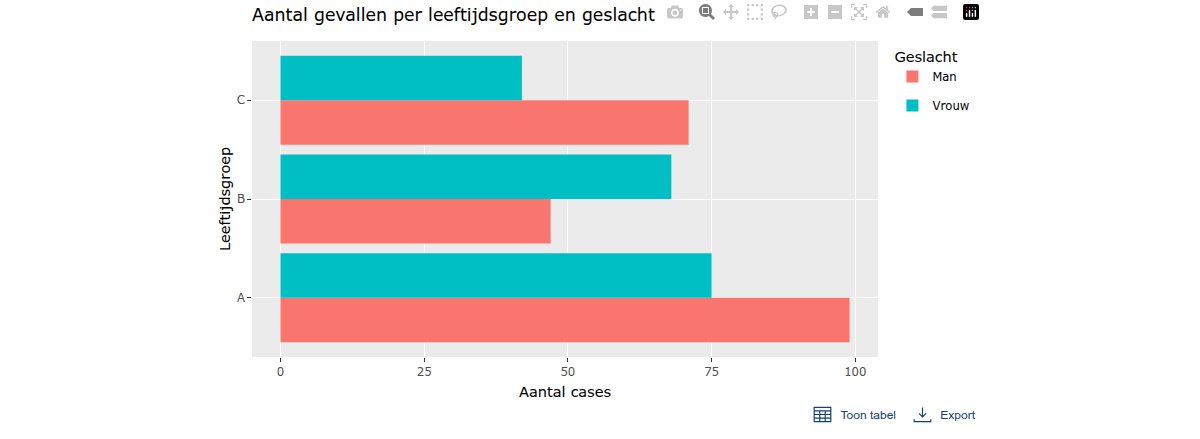 Aantal gevallen per leeftijdsgroep en geslacht
Geslacht
Man
Vrouw
Leeftijdsgroep
C
B
A
0 25 50 75 100
Aantal cases
Toon tabel Export